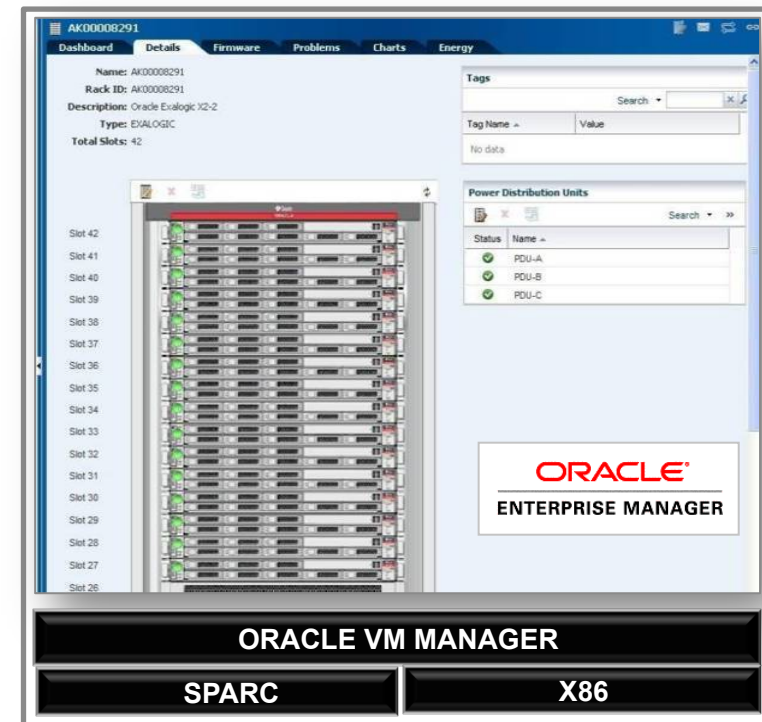 AK00008291
Dashboard Details Firmware Problems Charts Energy
Name: AK00008291
Rack ID: AK00008291
Description: Oracle Exalogic X2-2
Type: EXALOGIC
Total Slots: 42
Tags
Search
Tag Name Value
No data
Power Distribution Units
Search »
Status Name
PDU-A
PDU-B
PDU-C
Slot 42
Slot 41
Slot 40
Slot 39
Slot 38
Slot 37
Slot 36
Slot 35
Slot 34
Slot 33
Slot 32
Slot 31
Slot 30
Slot 29
Slot 28
Slot 27
Slot 26
ORACLE®
ENTERPRISE MANAGER
ORACLE VM MANAGER
SPARC X86